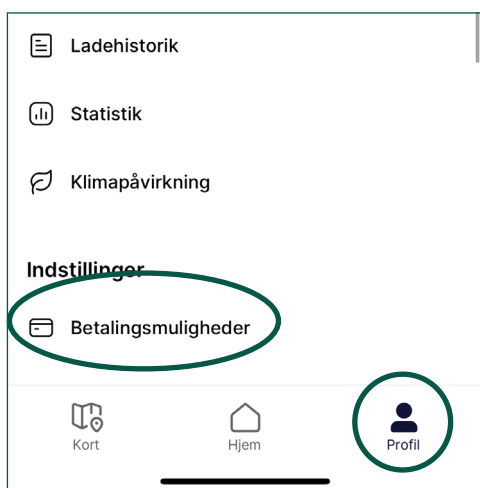 Ladehistorik
Statistik
Klimapåvirkning
Indstillinger
Betalingsmuligheder
Kort
Hjem
Profil